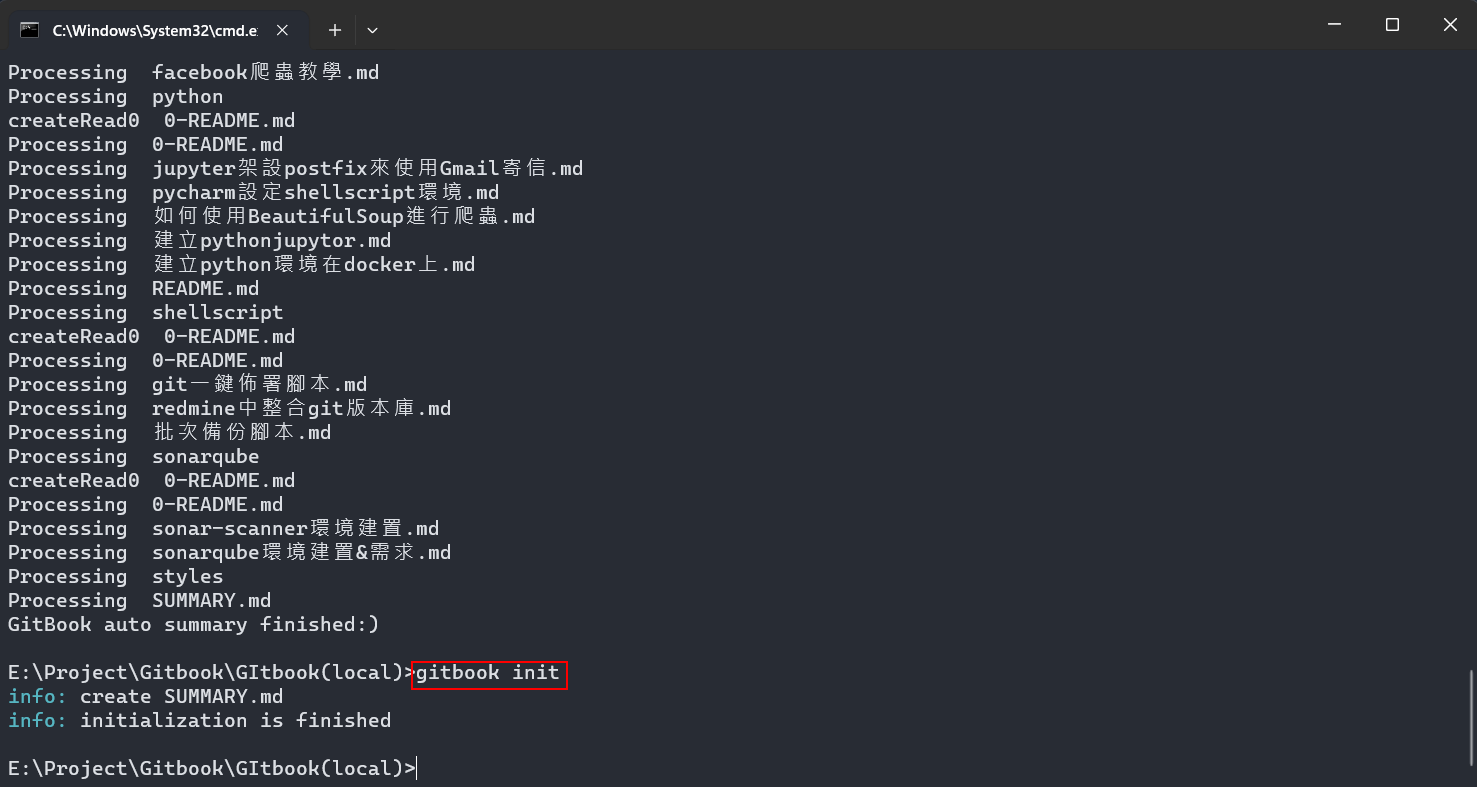 C:\Windows\System32\cmd.e
Processing  facebook爬蟲教學.md
Processing  python
createRead0  0-README.md
Processing  0-README.md
Processing  jupyter架設postfix來使用Gmail寄信.md
Processing  pycharm設定shellscript環境.md
Processing  如何使用BeautifulSoup進行爬蟲.md
Processing  建立pythonjupytor.md
Processing  建立python環境在docker上.md
Processing  README.md
Processing  shellscript
createRead0  0-README.md
Processing  0-README.md
Processing  git一鍵佈署腳本.md
Processing  redmine中整合git版本庫.md
Processing  批次備份腳本.md
Processing  sonarqube
createRead0  0-README.md
Processing  0-README.md
Processing  sonar-scanner環境建置.md
Processing  sonarqube環境建置&需求.md
Processing  styles
Processing  SUMMARY.md
GitBook auto summary finished:)
E:\Project\Gitbook\GItbook(local)>gitbook init
info: create SUMMARY.md
info: initialization is finished
E:\Project\Gitbook\GItbook(local)>